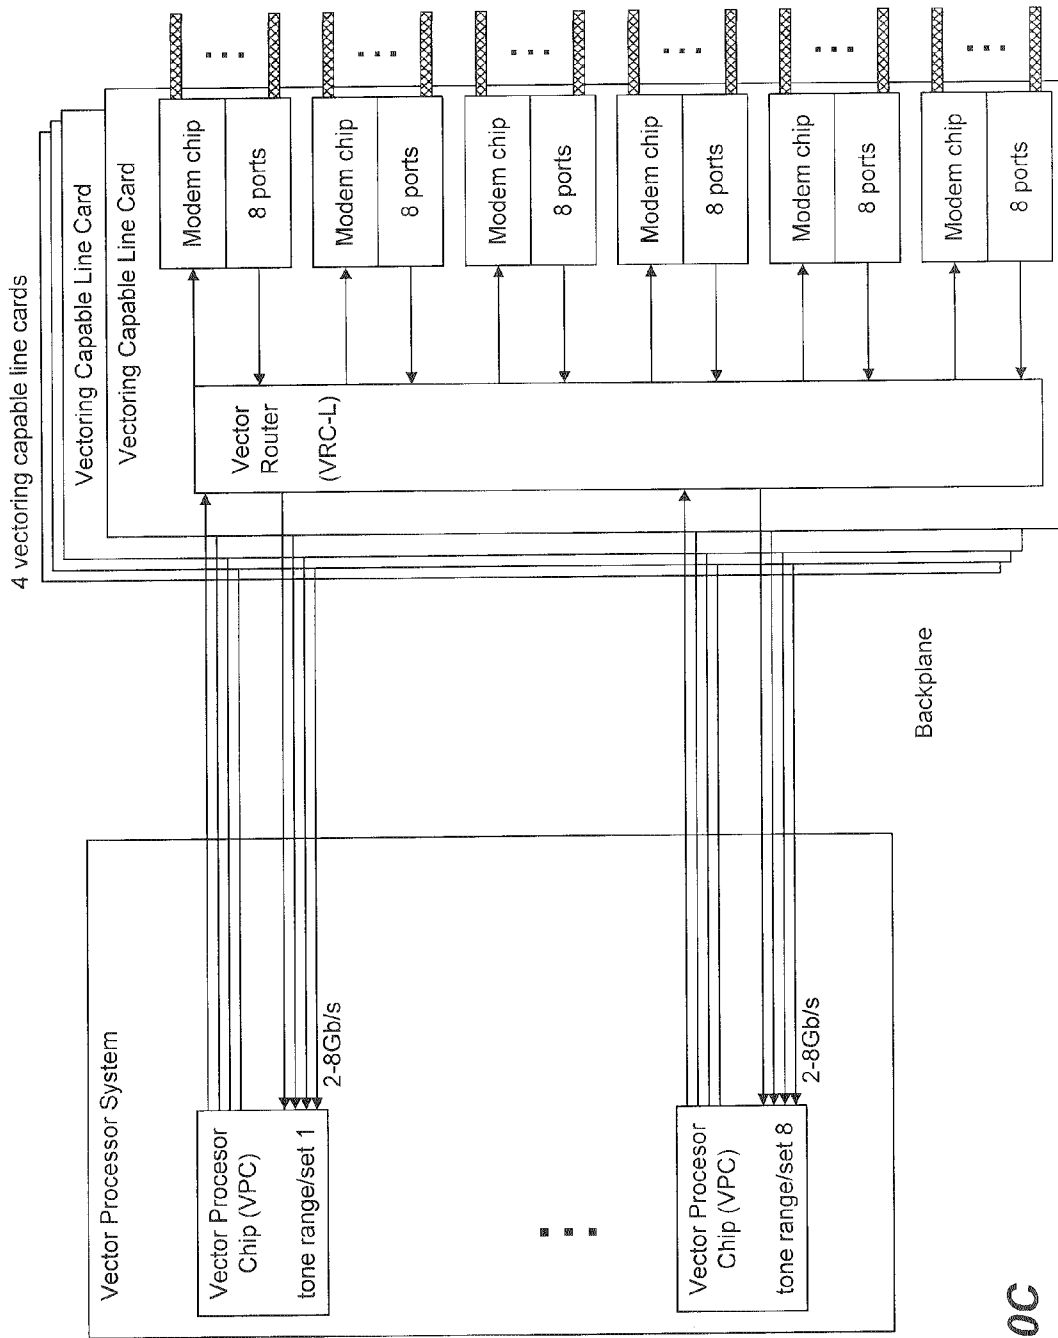 4 vectoring capable line cards
Vectoring Capable Line Card
Vectoring Capable Line Card
Vector Processor System
Vector Procesor
Chip (VPC)
tone range/set 1
2-8Gb/s
Vector Procesor
Chip (VPC)
tone range/set 8
2-8Gb/s
Backplane
Vector
Router
(VRC-L)
Modem chip
8 ports
Modem chip
8 ports
Modem chip
8 ports
Modem chip
8 ports
Modem chip
8 ports
Modem chip
8 ports
0C